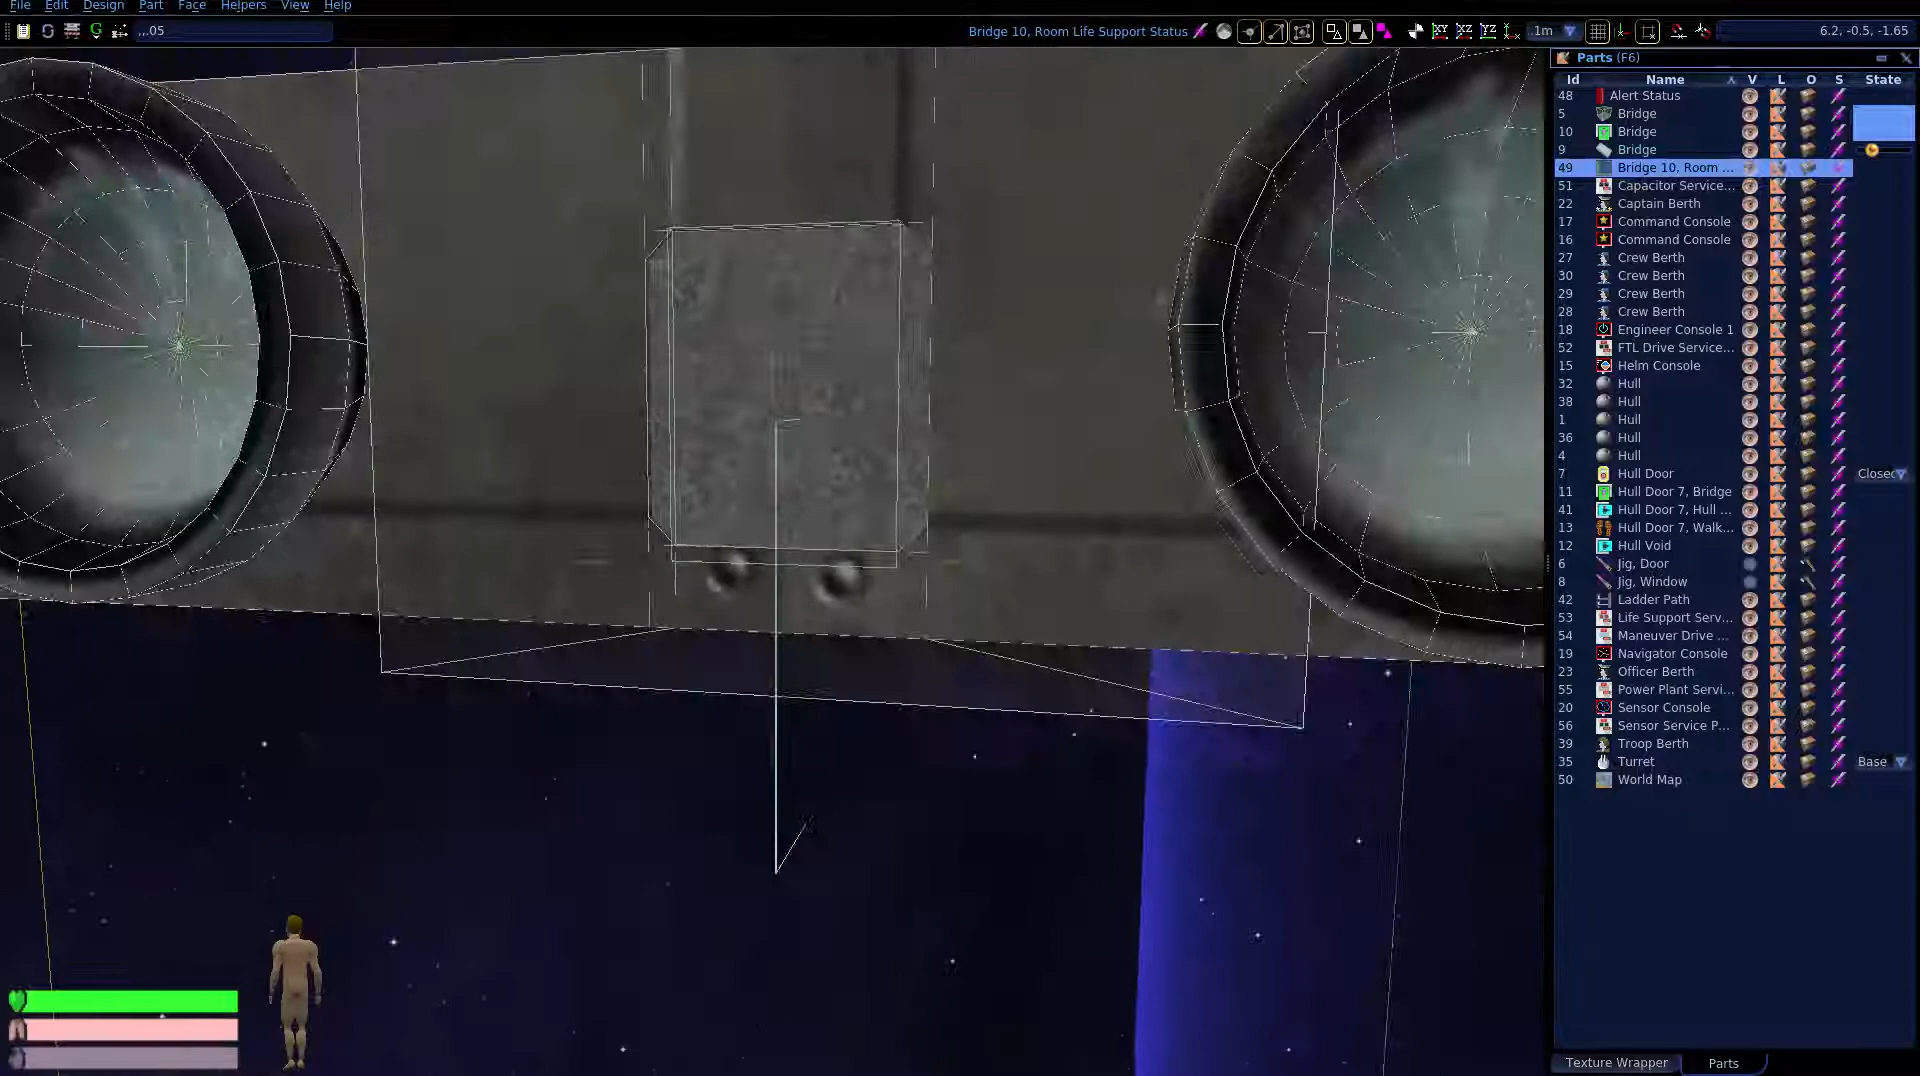 File Edit Design Part Face Helpers View Help
,,.05 Bridge 10, Room Life Support Status XY XZ YZ .1m 6.2, -0.5, -1.65
Parts (F6)
Id Name V L O S State
48 Alert Status
5 Bridge
10 Bridge
9 Bridge
49 Bridge 10, Room ...
51 Capacitor Service...
22 Captain Berth
17 Command Console
16 Command Console
27 Crew Berth
30 Crew Berth
29 Crew Berth
28 Crew Berth
18 Engineer Console 1
52 FTL Drive Service...
15 Helm Console
32 Hull
38 Hull
1 Hull
36 Hull
4 Hull
7 Hull Door Closed
11 Hull Door 7, Bridge
41 Hull Door 7, Hull ...
13 Hull Door 7, Walk...
12 Hull Void
6 Jig, Door
8 Jig, Window
42 Ladder Path
53 Life Support Serv...
54 Maneuver Drive ...
19 Navigator Console
23 Officer Berth
55 Power Plant Servi...
20 Sensor Console
56 Sensor Service P...
39 Troop Berth
35 Turret Base
50 World Map
Texture Wrapper Parts